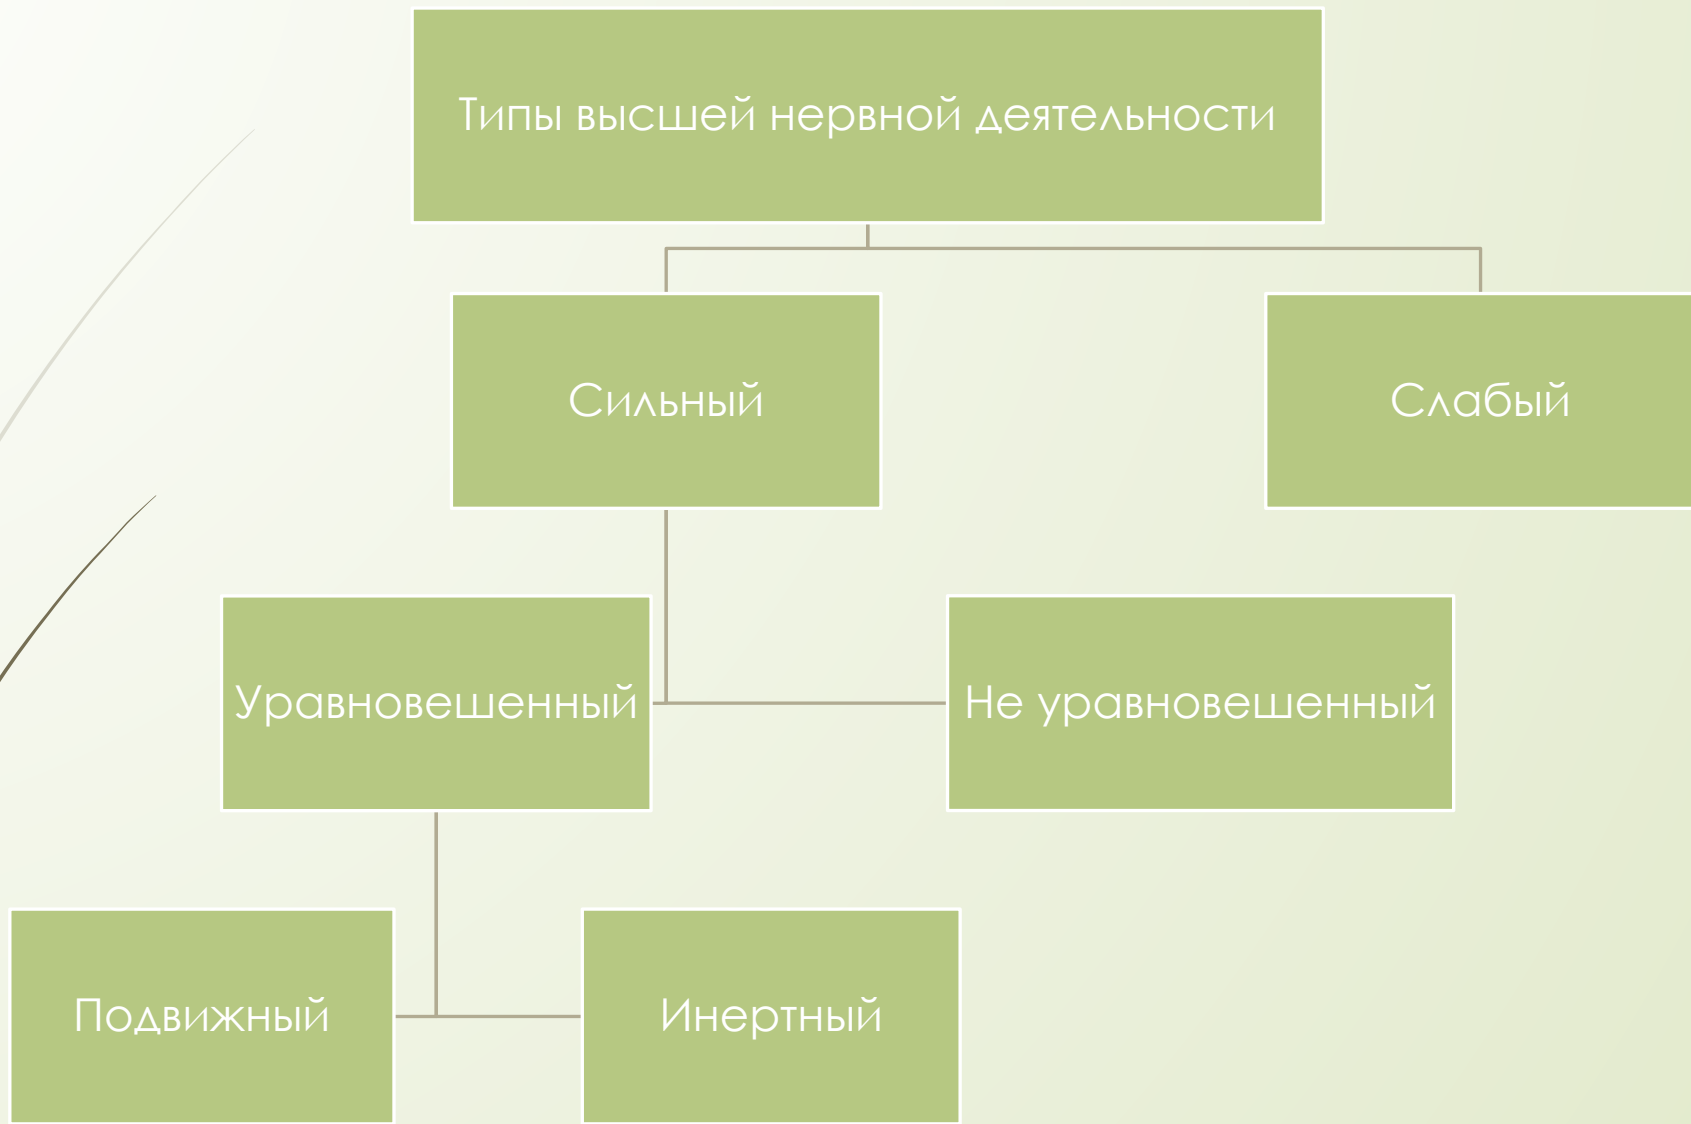 Типы высшей нервной деятельности
Сильный
Слабый
Уравновешенный
Не уравновешенный
Подвижный
Инертный